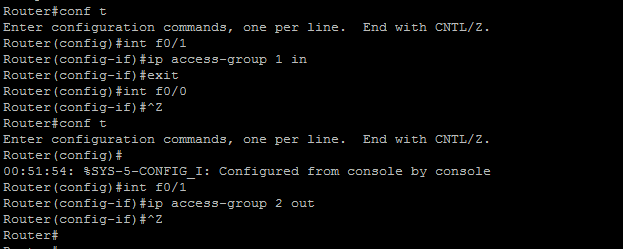 Router#conf t
Enter configuration commands, one per line.  End with CNTL/Z.
Router(config)#int f0/1
Router(config-if)#ip access-group 1 in
Router(config-if)#exit
Router(config)#int f0/0
Router(config-if)#^Z
Router#conf t
Enter configuration commands, one per line.  End with CNTL/Z.
Router(config)#
00:51:54: %SYS-5-CONFIG_I: Configured from console by console
Router(config)#int f0/1
Router(config-if)#ip access-group 2 out
Router(config-if)#^Z
Router#